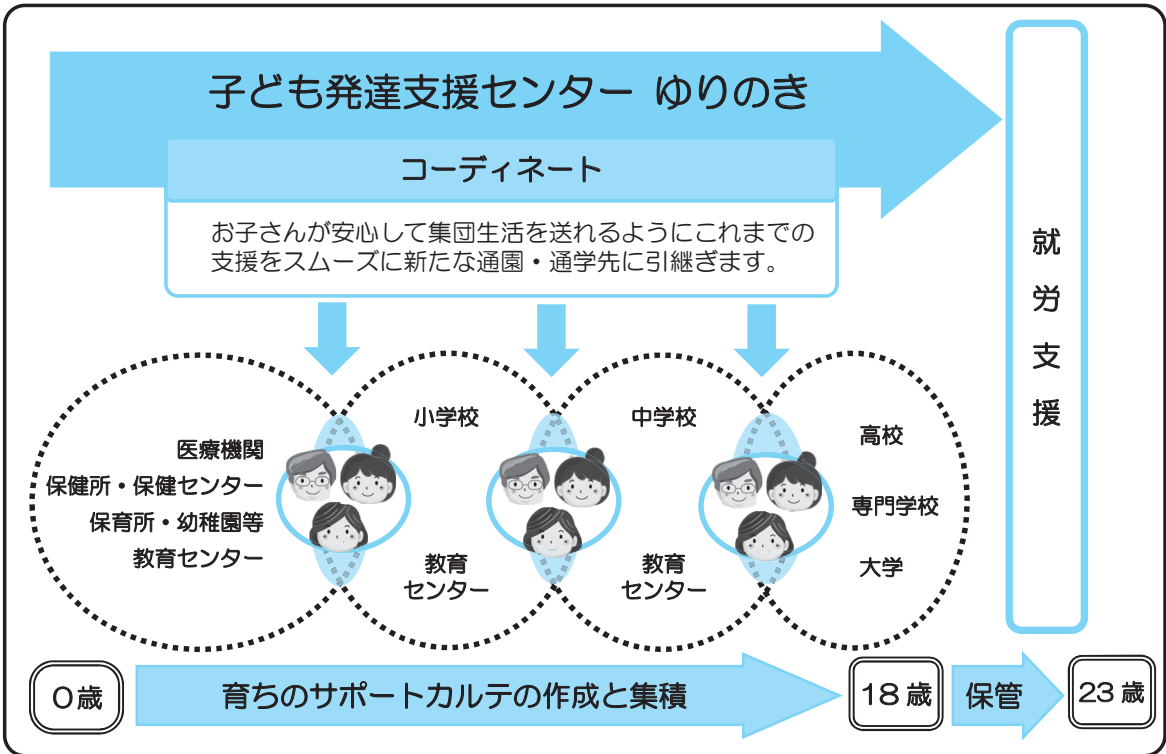 子ども発達支援センター ゆりのき
コーディネート
お子さんが安心して集団生活を送れるようにこれまでの
支援をスムーズに新たな通園・通学先に引継ぎます。
就労支援
医療機関
保健所・保健センター
保育所・幼稚園等
教育センター
小学校
教育
センター
中学校
教育
センター
高校
専門学校
大学
0歳
育ちのサポートカルテの作成と集積
18歳
保管
23歳